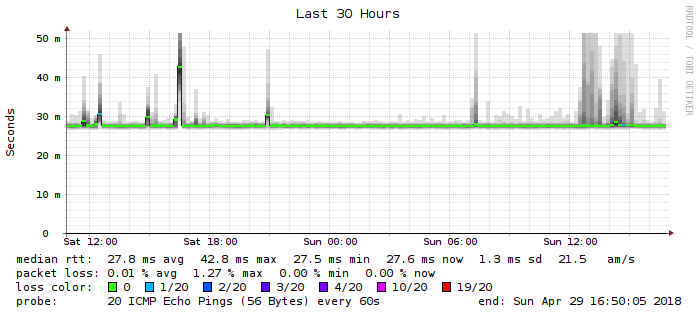 Last 30 Hours
RRDTOOL / TOBI OETIKER
Seconds
50 m
40 m
30 m
20 m
10 m
0
Sat 12:00 Sat 18:00 Sun 00:00 Sun 06:00 Sun 12:00
median rtt: 27.8 ms avg 42.8 ms max 27.5 ms min 27.6 ms now 1.3 ms sd 21.5 am/s
packet loss: 0.01 % avg 1.27 % max 0.00 % min 0.00 % now
loss color: 0 1/20 2/20 3/20 4/20 10/20 19/20
probe: 20 ICMP Echo Pings (56 Bytes) every 60s end: Sun Apr 29 16:50:05 2018